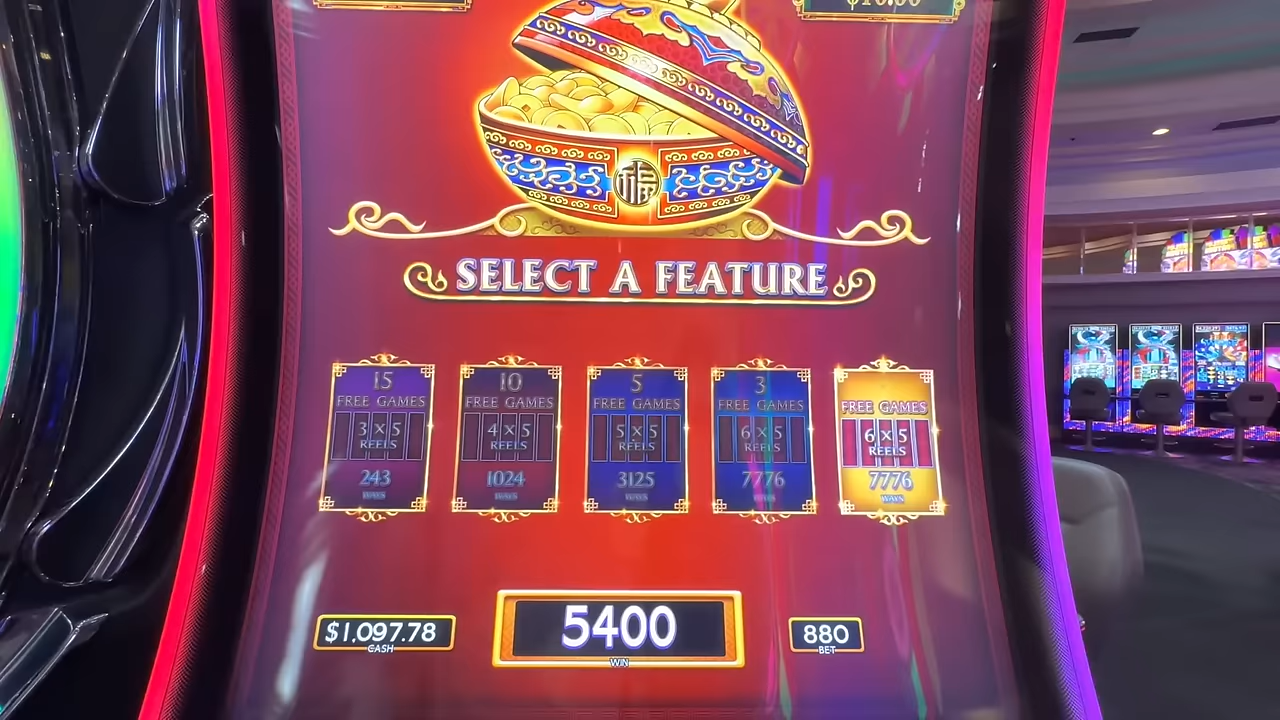 $10.00
SELECT A FEATURE
15
FREE GAMES
3 X 5
REELS
243
WAYS
10
FREE GAMES
4 X 5
REELS
1024
WAYS
5
FREE GAMES
5 X 5
REELS
3125
WAYS
3
FREE GAMES
6 X 5
REELS
7776
WAYS
FREE GAMES
6 X 5
REELS
7776
WAYS
$1,097.78
CASH
5400
WIN
880
BET